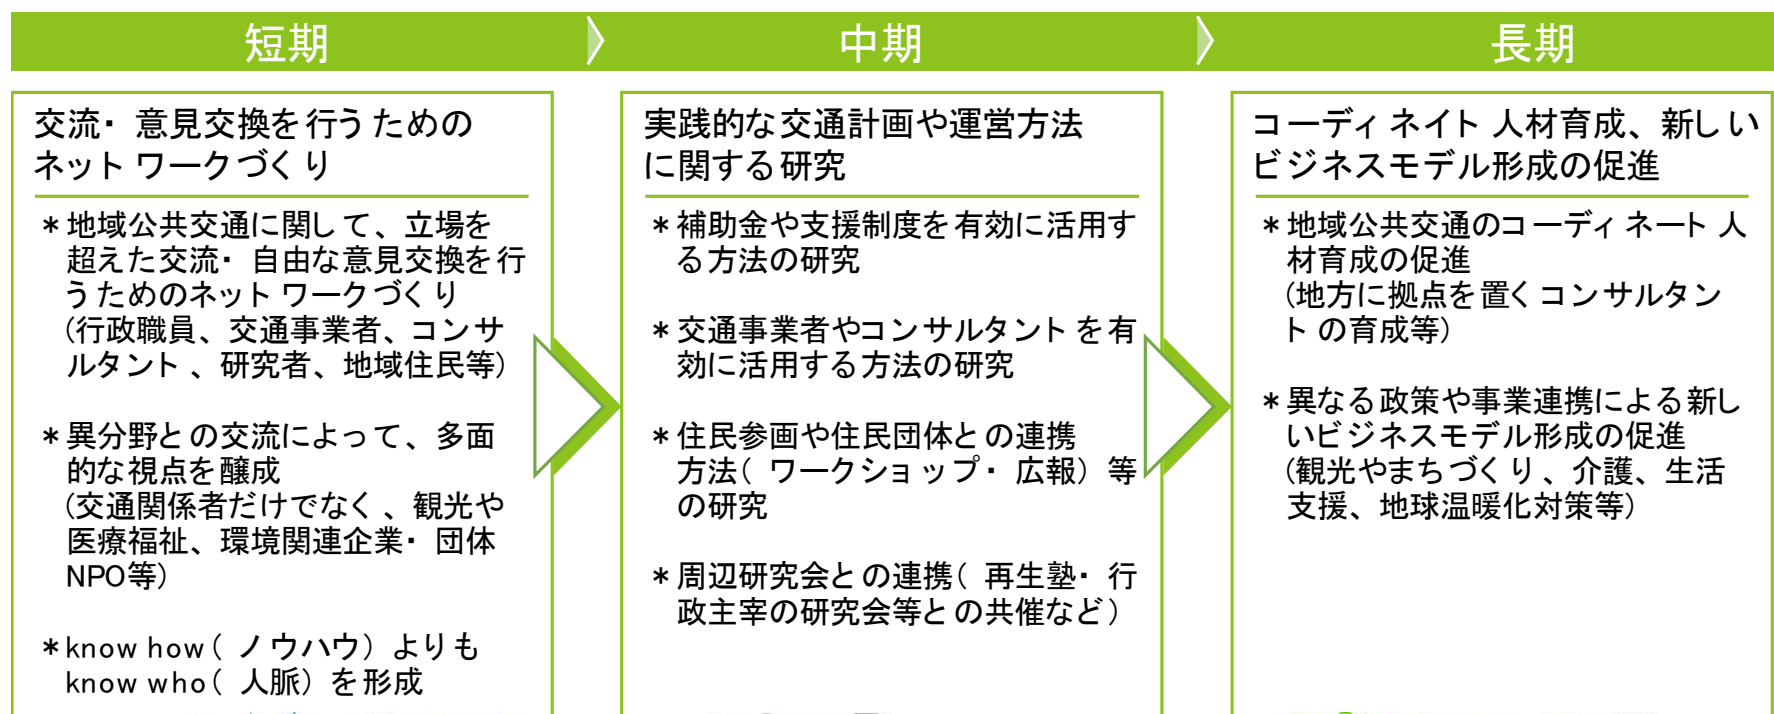 短期
中期
長期
交流・意見交換を行うための
ネットワークづくり
*地域公共交通に関して、立場を
超えた交流・自由な意見交換を行
うためのネットワークづくり
(行政職員、交通事業者、コンサ
ルタント、研究者、地域住民等)
*異分野との交流によって、多面
的な視点を醸成
(交通関係者だけでなく、観光や
医療福祉、環境関連企業・団体
NPO等)
*know how(ノウハウ)よりも
know who(人脈)を形成
実践的な交通計画や運営方法
に関する研究
*補助金や支援制度を有効に活用す
る方法の研究
*交通事業者やコンサルタントを有
効に活用する方法の研究
*住民参画や住民団体との連携
方法(ワークショップ・広報)等
の研究
*周辺研究会との連携(再生塾・行
政主宰の研究会等との共催など)
コーディネイト人材育成、新しい
ビジネスモデル形成の促進
*地域公共交通のコーディネート人
材育成の促進
(地方に拠点を置くコンサルタン
トの育成等)
*異なる政策や事業連携による新し
いビジネスモデル形成の促進
(観光やまちづくり、介護、生活
支援、地球温暖化対策等)